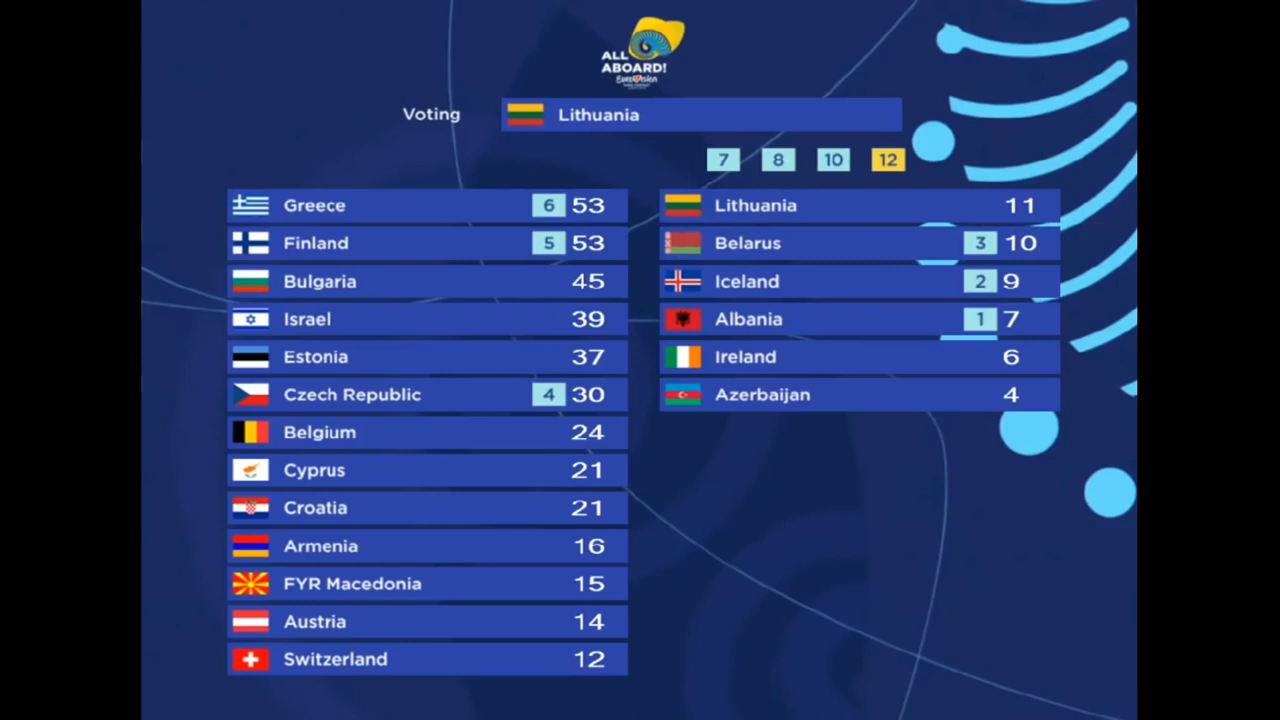 ALL
ABOARD!
EUROVISION
Voting Lithuania
7 8 10 12
Greece 6 53
Finland 5 53
Bulgaria 45
Israel 39
Estonia 37
Czech Republic 4 30
Belgium 24
Cyprus 21
Croatia 21
Armenia 16
FYR Macedonia 15
Austria 14
Switzerland 12
Lithuania 11
Belarus 3 10
Iceland 2 9
Albania 1 7
Ireland 6
Azerbaijan 4